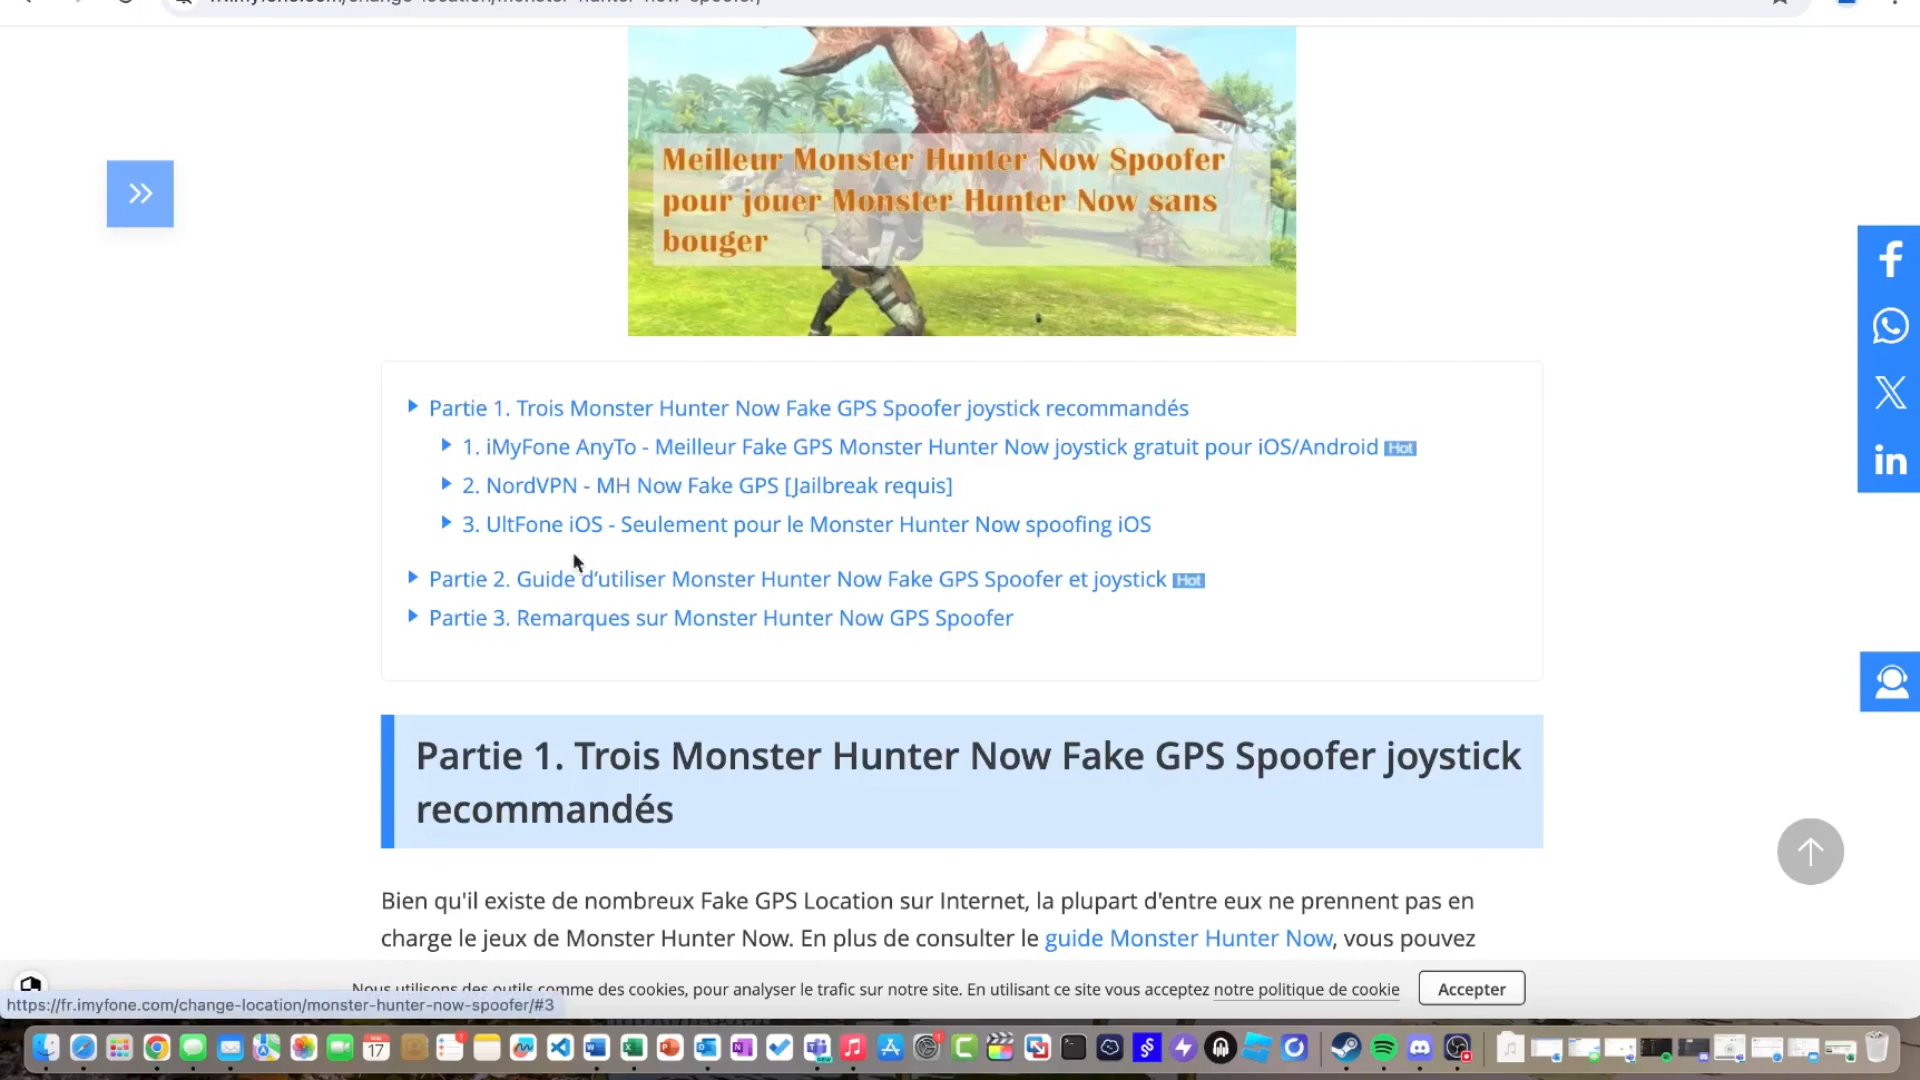 Meilleur Monster Hunter Now Spoofer
pour jouer Monster Hunter Now sans
bouger
Partie 1. Trois Monster Hunter Now Fake GPS Spoofer joystick recommandés
1. iMyFone AnyTo - Meilleur Fake GPS Monster Hunter Now joystick gratuit pour iOS/Android Hot
2. NordVPN - MH Now Fake GPS [Jailbreak requis]
3. UltFone iOS - Seulement pour le Monster Hunter Now spoofing iOS
Partie 2. Guide d’utiliser Monster Hunter Now Fake GPS Spoofer et joystick Hot
Partie 3. Remarques sur Monster Hunter Now GPS Spoofer
Partie 1. Trois Monster Hunter Now Fake GPS Spoofer joystick
recommandés
Bien qu'il existe de nombreux Fake GPS Location sur Internet, la plupart d'entre eux ne prennent pas en
charge le jeux de Monster Hunter Now. En plus de consulter le guide Monster Hunter Now, vous pouvez
Nous utilisons des outils comme des cookies, pour analyser le trafic sur notre site. En utilisant ce site vous acceptez notre politique de cookie
Accepter
https://fr.imyfone.com/change-location/monster-hunter-now-spoofer/#3
17